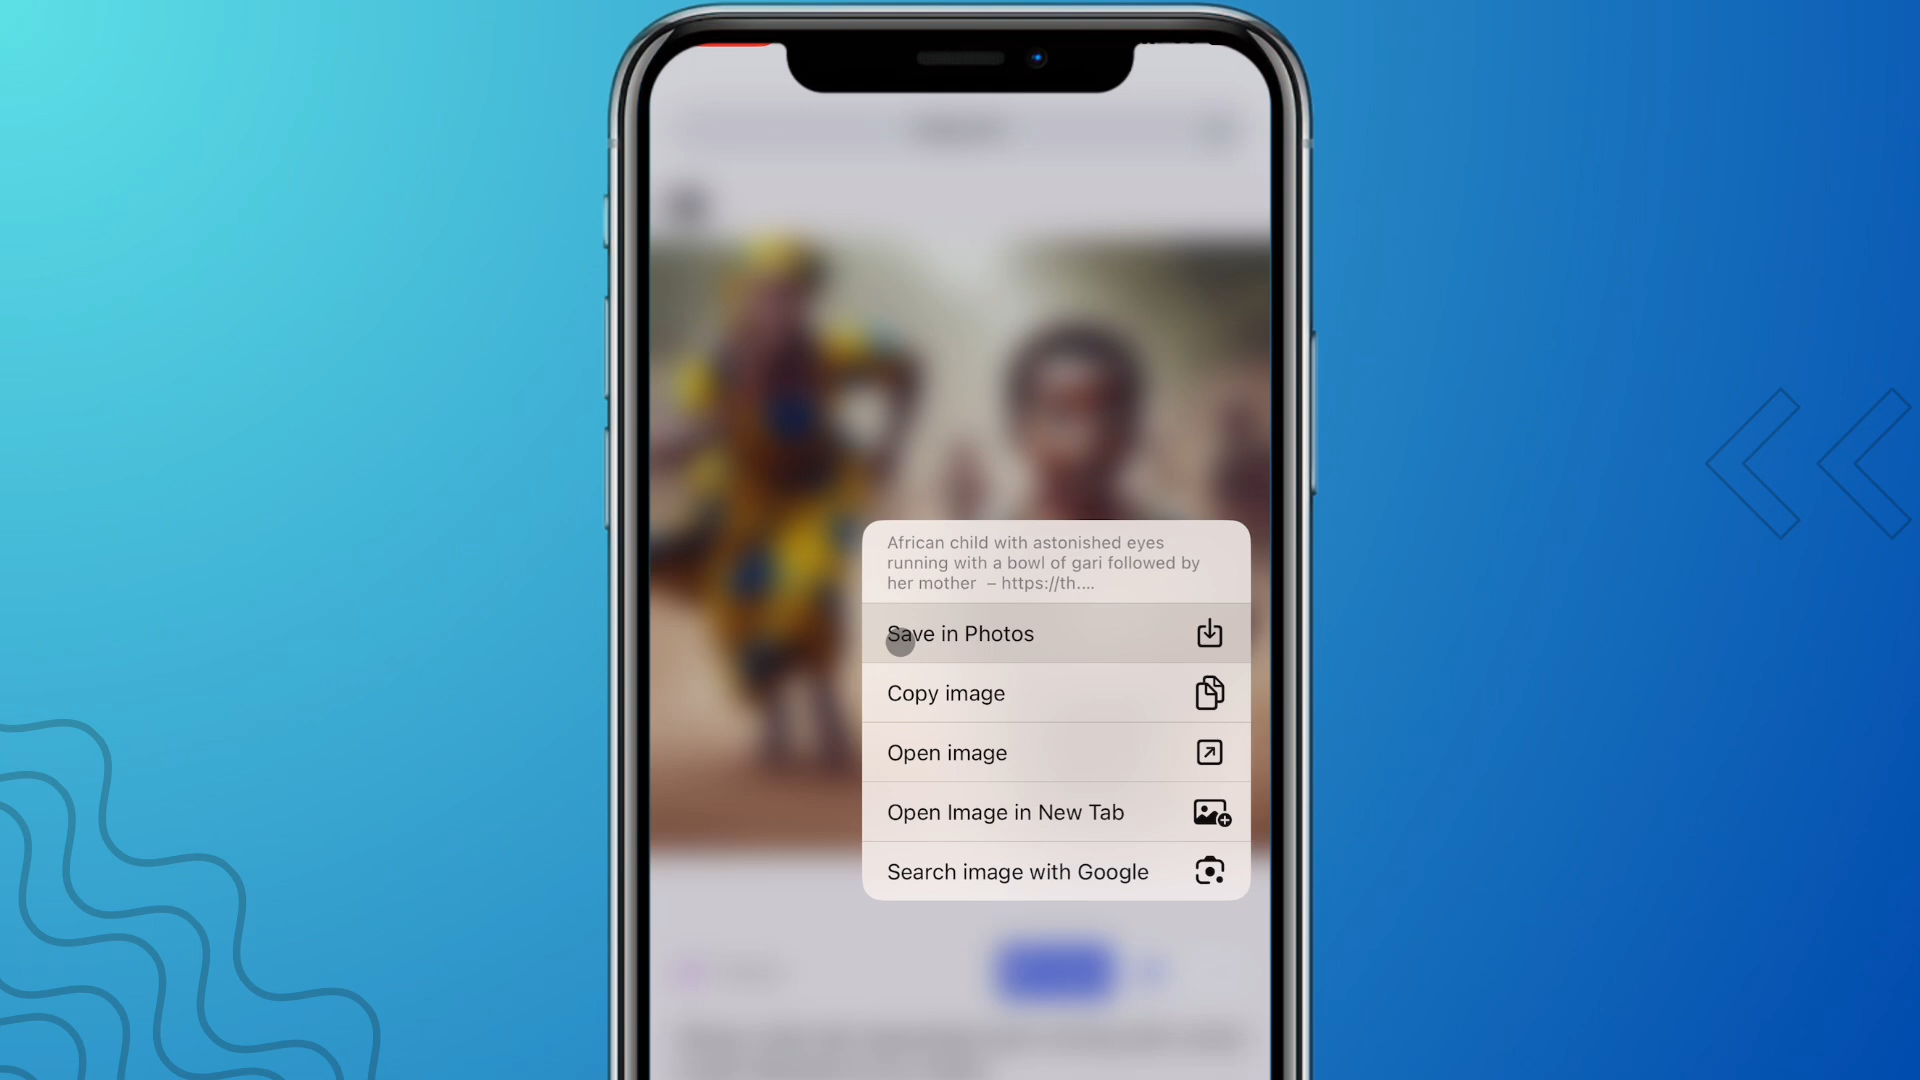 African child with astonished eyes
running with a bowl of gari followed by
her mother – https://th....
Save in Photos
Copy image
Open image
Open Image in New Tab
Search image with Google